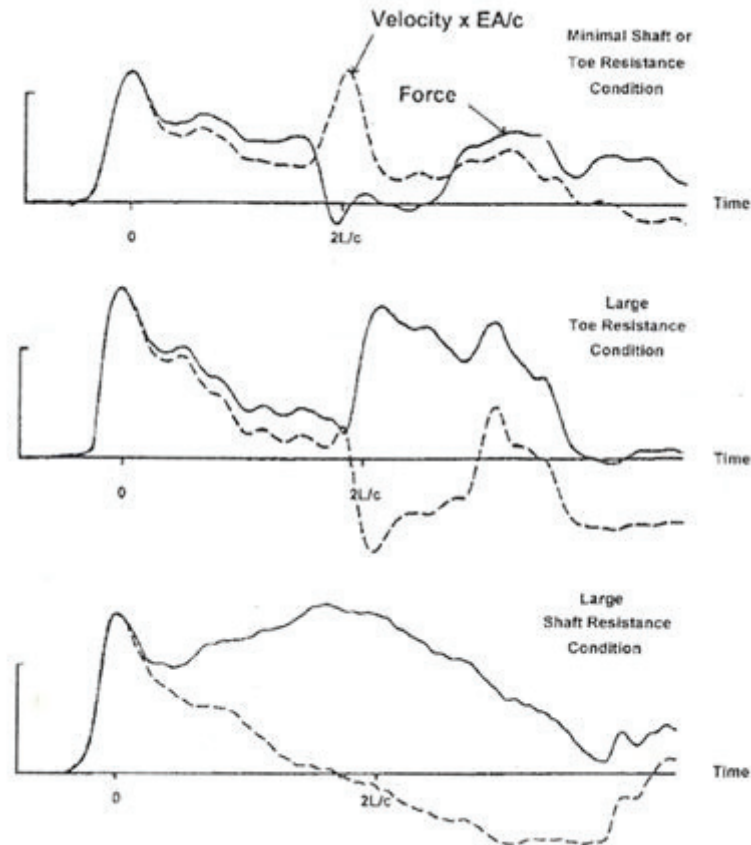 Velocity x EA/c
Minimal Shaft or
Toe Resistance
Condition
Force
Time
0
2L/c
Large
Toe Resistance
Condition
Time
0
2L/c
Large
Shaft Resistance
Condition
Time
0
2L/c